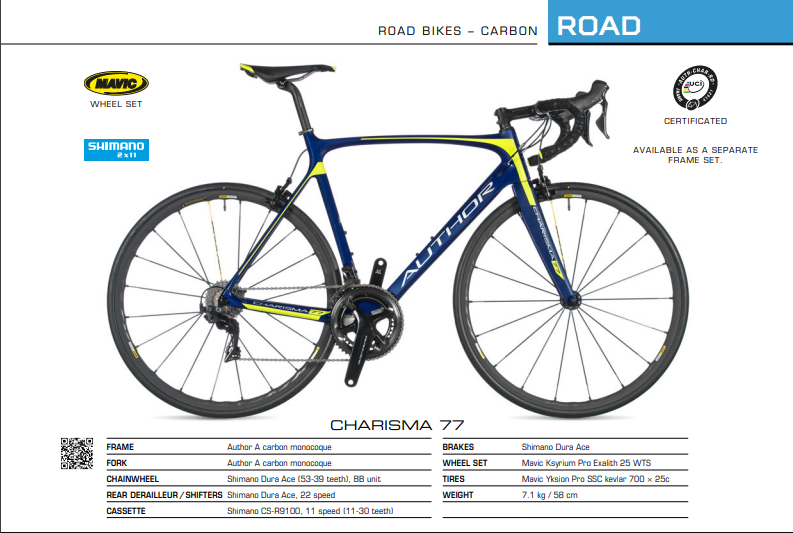 ROAD BIKES – CARBON
ROAD
MAVIC
WHEEL SET
SHIMANO
2x11
UCI
CERTIFICATED
AVAILABLE AS A SEPARATE
FRAME SET.
AUTHOR
CHARISMA 77
CHARISMA 77
CHARISMA 77
FRAME Author A carbon monocoque
FORK Author A carbon monocoque
CHAINWHEEL Shimano Dura Ace (53-39 teeth), BB unit
REAR DERAILLEUR / SHIFTERS Shimano Dura Ace, 22 speed
CASSETTE Shimano CS-R9100, 11 speed (11-30 teeth)
BRAKES Shimano Dura Ace
WHEEL SET Mavic Ksyrium Pro Exalith 25 WTS
TIRES Mavic Yksion Pro SSC kevlar 700 × 25c
WEIGHT 7.1 kg / 58 cm